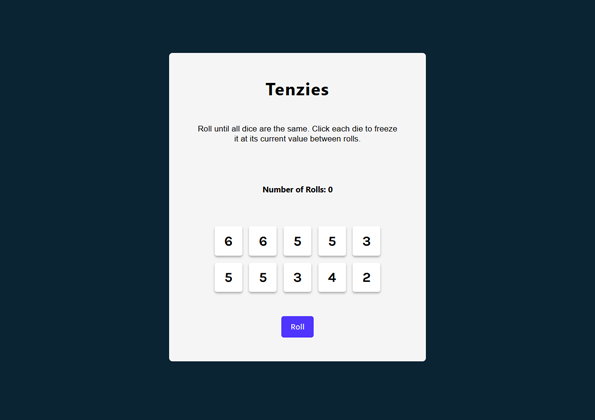 Tenzies
Roll until all dice are the same. Click each die to freeze
it at its current value between rolls.
Number of Rolls: 0
6 6 5 5 3
5 5 3 4 2
Roll